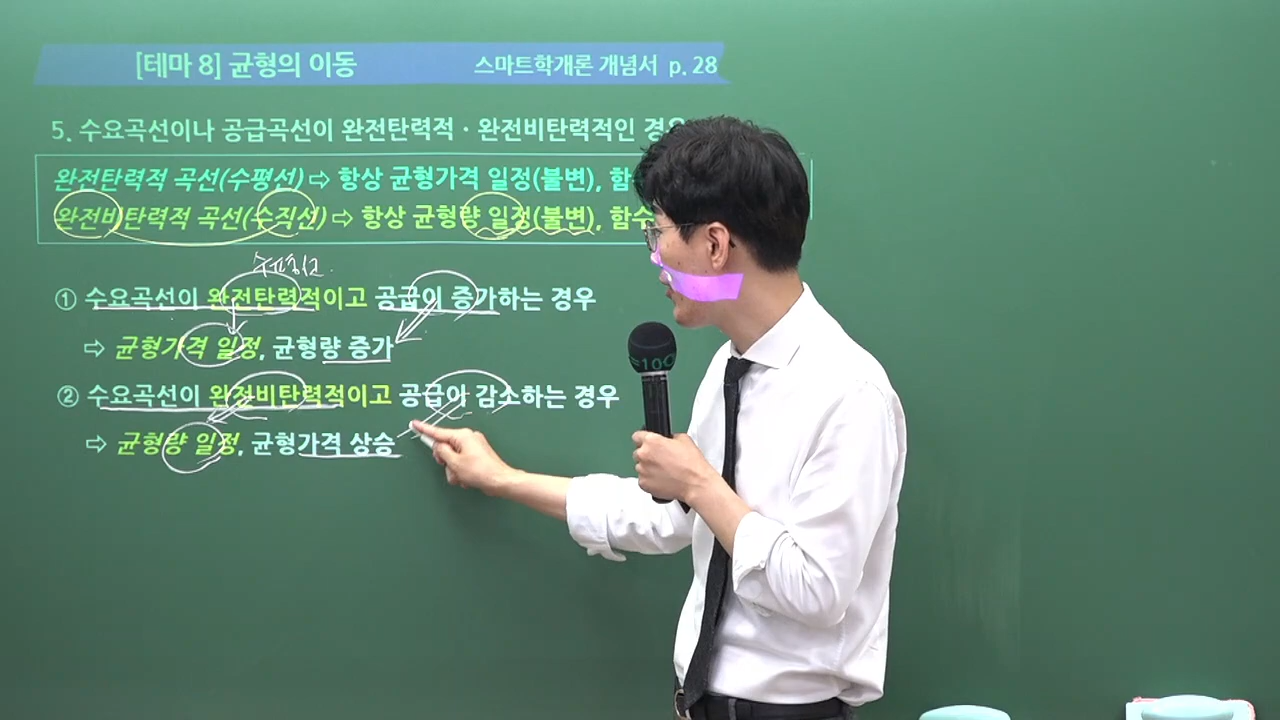 [테마 8] 균형의 이동 스마트학개론 개념서 p. 28
5. 수요곡선이나 공급곡선이 완전탄력적 · 완전비탄력적인 경우
완전탄력적 곡선(수평선) ⇨ 항상 균형가격 일정(불변), 함
완전비탄력적 곡선(수직선) ⇨ 항상 균형량 일정(불변), 함수
① 수요곡선이 완전탄력적이고 공급이 증가하는 경우
⇨ 균형가격 일정, 균형량 증가
② 수요곡선이 완전비탄력적이고 공급이 감소하는 경우
⇨ 균형량 일정, 균형가격 상승